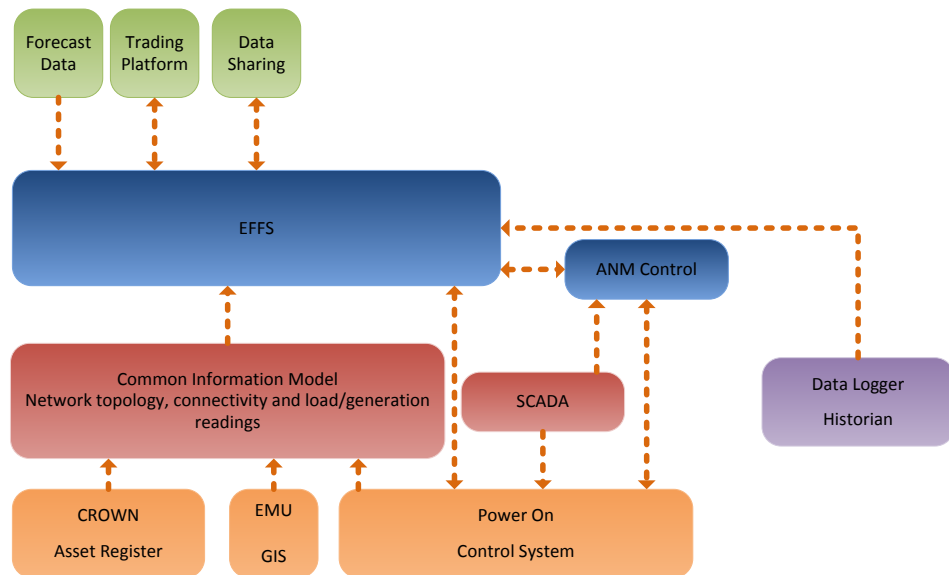 Forecast
Data
Trading
Platform
Data
Sharing
EFFS
ANM Control
Common Information Model
Network topology, connectivity and load/generation
readings
SCADA
Data Logger
Historian
CROWN
Asset Register
EMU
GIS
Power On
Control System